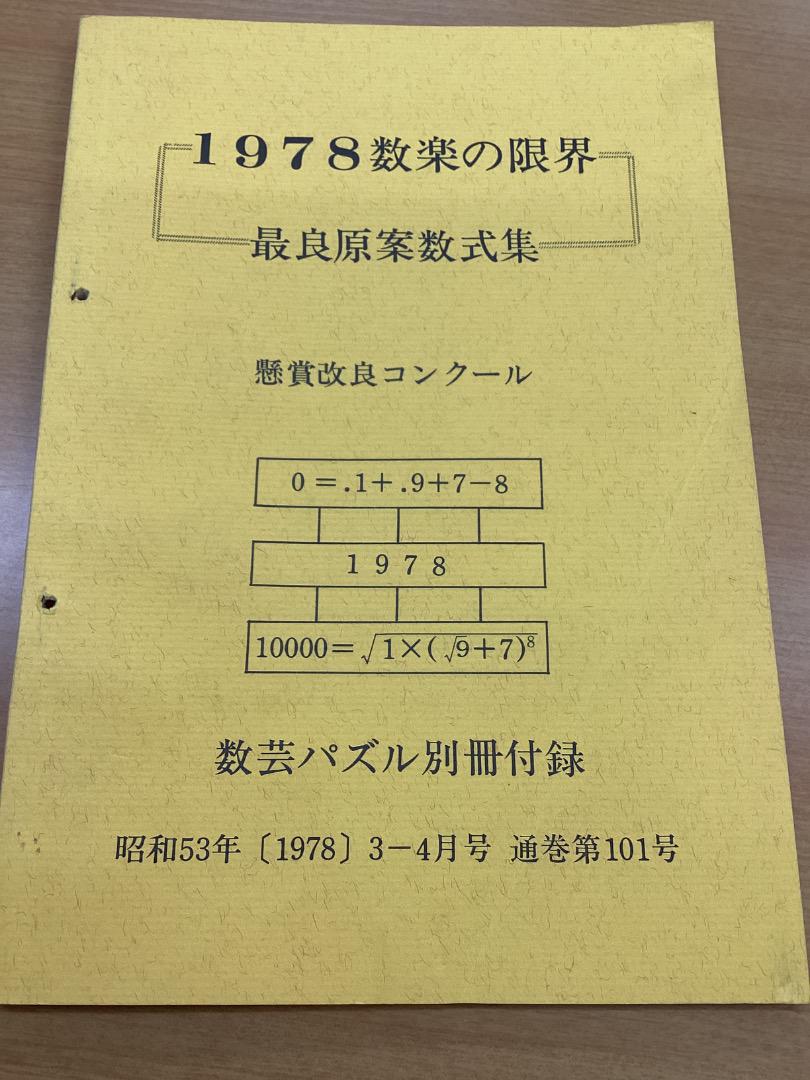 1978数楽の限界
最良原案数式集
懸賞改良コンクール
0=.1+.9+7-8
1978
10000=√1×(√9+7)⁸
数芸パズル別冊付録
昭和53年〔1978〕3-4月号 通巻第101号